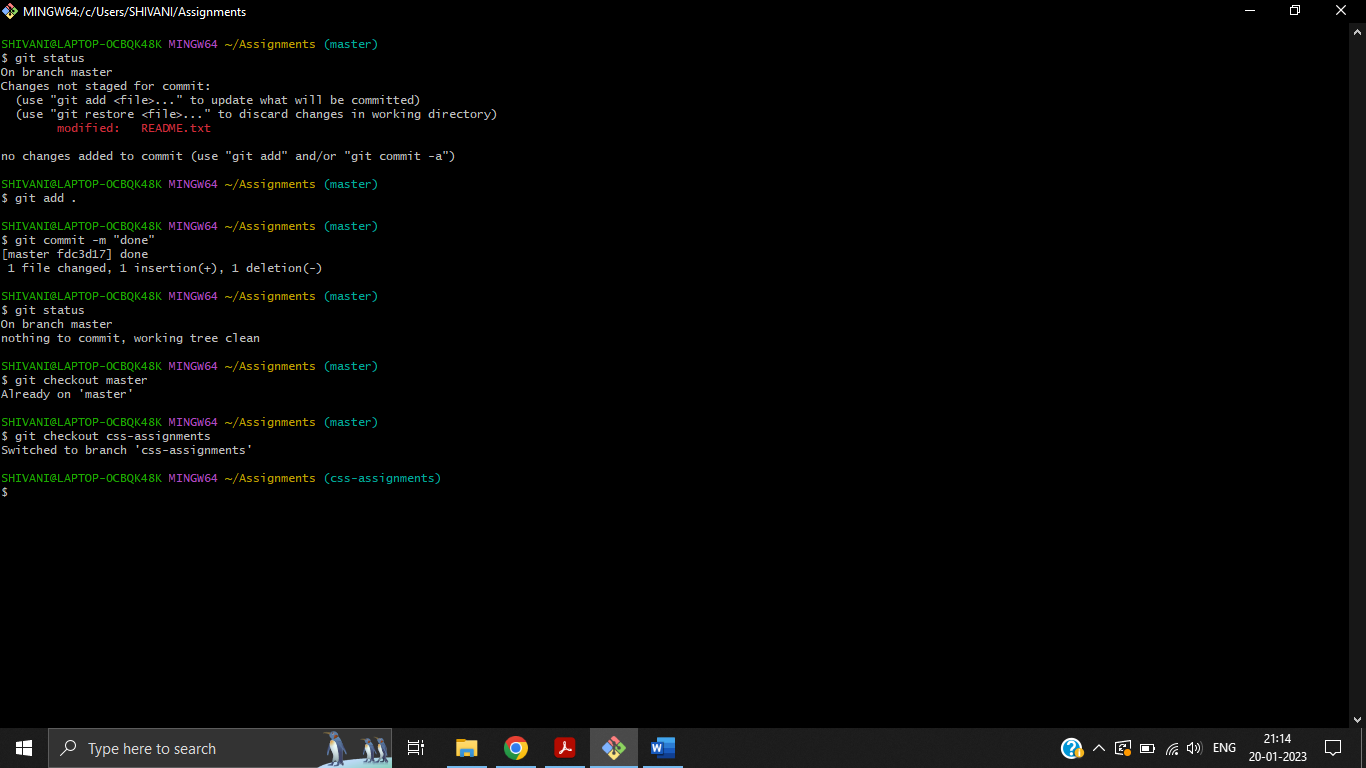 MINGW64:/c/Users/SHIVANI/Assignments
SHIVANI@LAPTOP-OCBQK48K MINGW64 ~/Assignments (master)
$ git status
On branch master
Changes not staged for commit:
  (use "git add <file>..." to update what will be committed)
  (use "git restore <file>..." to discard changes in working directory)
        modified:   README.txt
no changes added to commit (use "git add" and/or "git commit -a")
SHIVANI@LAPTOP-OCBQK48K MINGW64 ~/Assignments (master)
$ git add .
SHIVANI@LAPTOP-OCBQK48K MINGW64 ~/Assignments (master)
$ git commit -m "done"
[master fdc3d17] done
 1 file changed, 1 insertion(+), 1 deletion(-)
SHIVANI@LAPTOP-OCBQK48K MINGW64 ~/Assignments (master)
$ git status
On branch master
nothing to commit, working tree clean
SHIVANI@LAPTOP-OCBQK48K MINGW64 ~/Assignments (master)
$ git checkout master
Already on 'master'
SHIVANI@LAPTOP-OCBQK48K MINGW64 ~/Assignments (master)
$ git checkout css-assignments
Switched to branch 'css-assignments'
SHIVANI@LAPTOP-OCBQK48K MINGW64 ~/Assignments (css-assignments)
$
Type here to search
ENG
21:14
20-01-2023